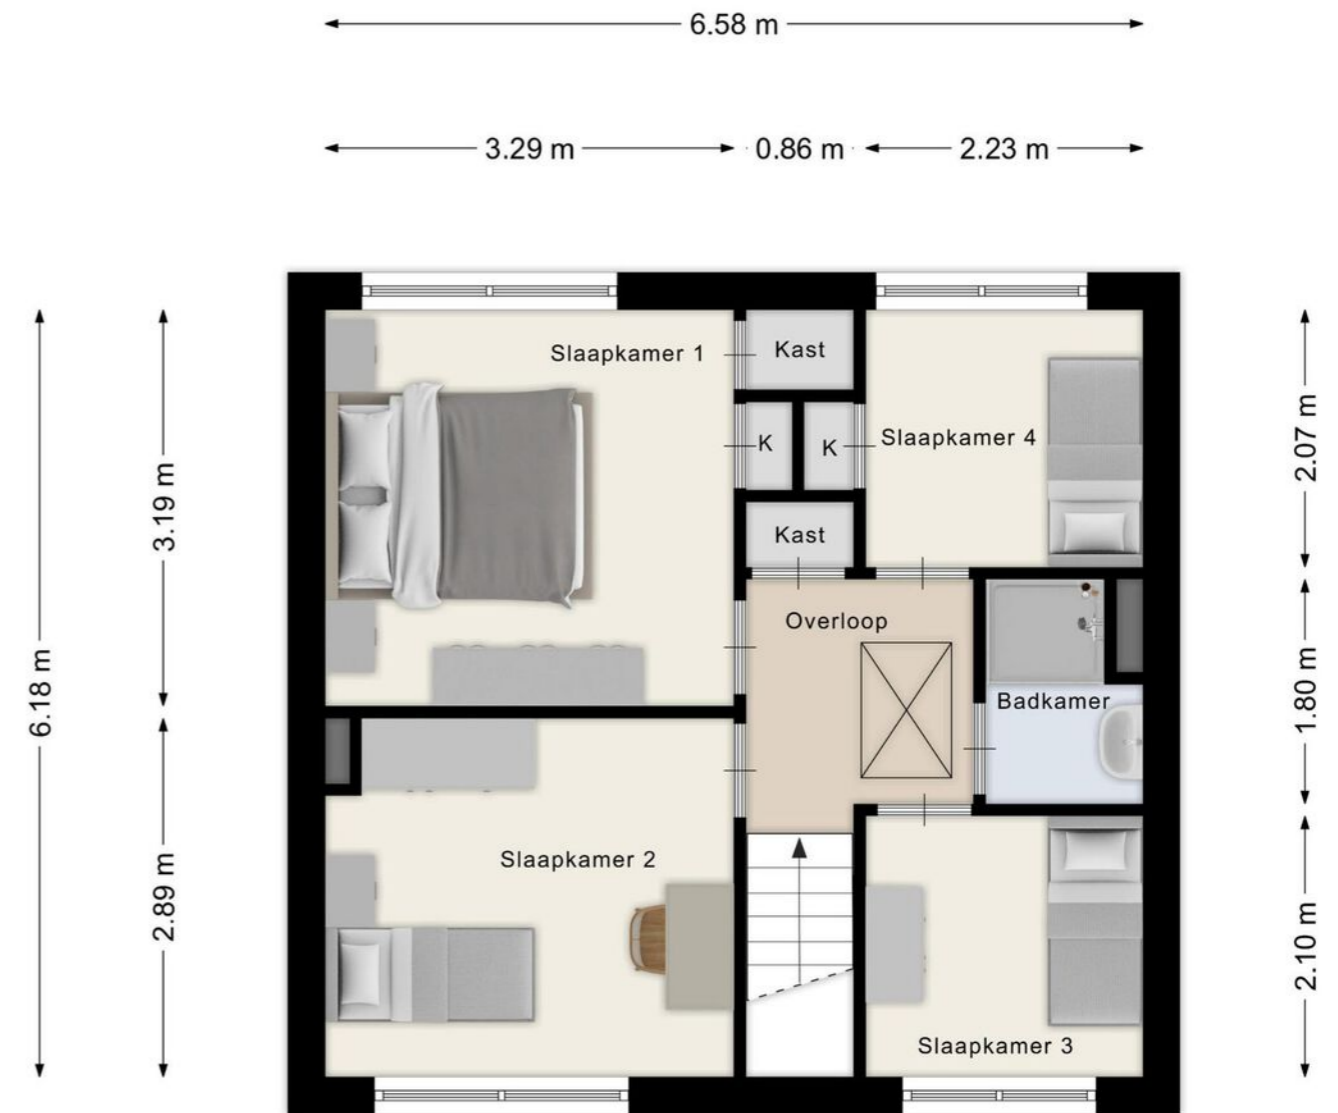 6.58 m
3.29 m
0.86 m
2.23 m
Slaapkamer 1
Kast
K
K
Slaapkamer 4
Kast
Overloop
Badkamer
Slaapkamer 2
Slaapkamer 3
6.18 m
3.19 m
2.89 m
2.07 m
1.80 m
2.10 m